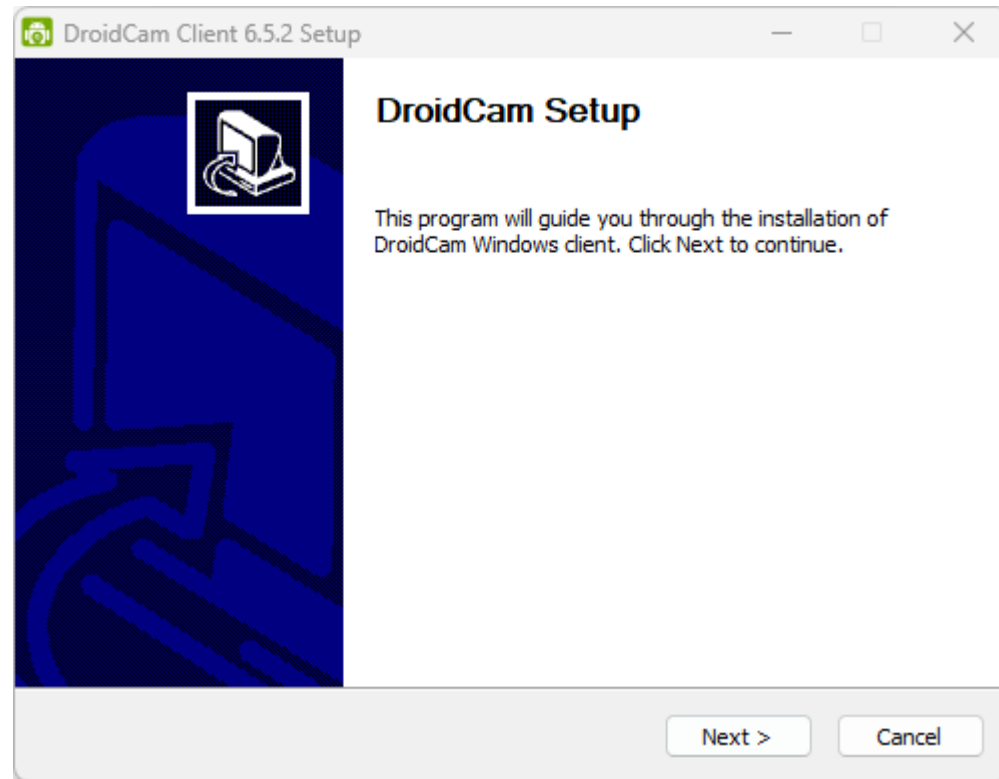 DroidCam Client 6.5.2 Setup
DroidCam Setup
This program will guide you through the installation of
DroidCam Windows client. Click Next to continue.
Next >
Cancel